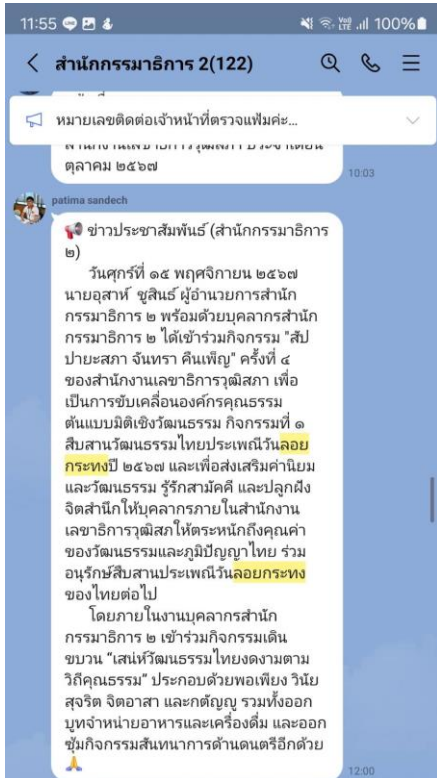 11:55
100%
สำนักกรรมาธิการ 2(122)
หมายเลขติดต่อเจ้าหน้าที่ตรวจแฟ้มค่ะ...
ตุลาคม ๒๕๖๗
10:03
patima sandech
📢 ข่าวประชาสัมพันธ์ (สำนักกรรมาธิการ
๒)
วันศุกร์ที่ ๑๕ พฤศจิกายน ๒๕๖๗
นายอุสาห์ ชูสินธ์ ผู้อำนวยการสำนัก
กรรมาธิการ ๒ พร้อมด้วยบุคลากรสำนัก
กรรมาธิการ ๒ ได้เข้าร่วมกิจกรรม "สัป
ปายะสภา จันทรา คืนเพ็ญ" ครั้งที่ ๔
ของสำนักงานเลขาธิการวุฒิสภา เพื่อ
เป็นการขับเคลื่อนองค์กรคุณธรรม
ต้นแบบมิติเชิงวัฒนธรรม กิจกรรมที่ ๑
สืบสานวัฒนธรรมไทยประเพณีวันลอย
กระทงปี ๒๕๖๗ และเพื่อส่งเสริมค่านิยม
และวัฒนธรรม รู้รักสามัคคี และปลูกฝัง
จิตสำนึกให้บุคลากรภายในสำนักงาน
เลขาธิการวุฒิสภให้ตระหนักถึงคุณค่า
ของวัฒนธรรมและภูมิปัญญาไทย ร่วม
อนุรักษ์สืบสานประเพณีวันลอยกระทง
ของไทยต่อไป
โดยภายในงานบุคลากรสำนัก
กรรมาธิการ ๒ เข้าร่วมกิจกรรมเดิน
ขบวน “เสน่ห์วัฒนธรรมไทยงดงามตาม
วิถีคุณธรรม” ประกอบด้วยพอเพียง วินัย
สุจริต จิตอาสา และกตัญญู รวมทั้งออก
บูทจำหน่ายอาหารและเครื่องดื่ม และออก
ซุ้มกิจกรรมสันทนาการด้านดนตรีอีกด้วย
🙏
12:00